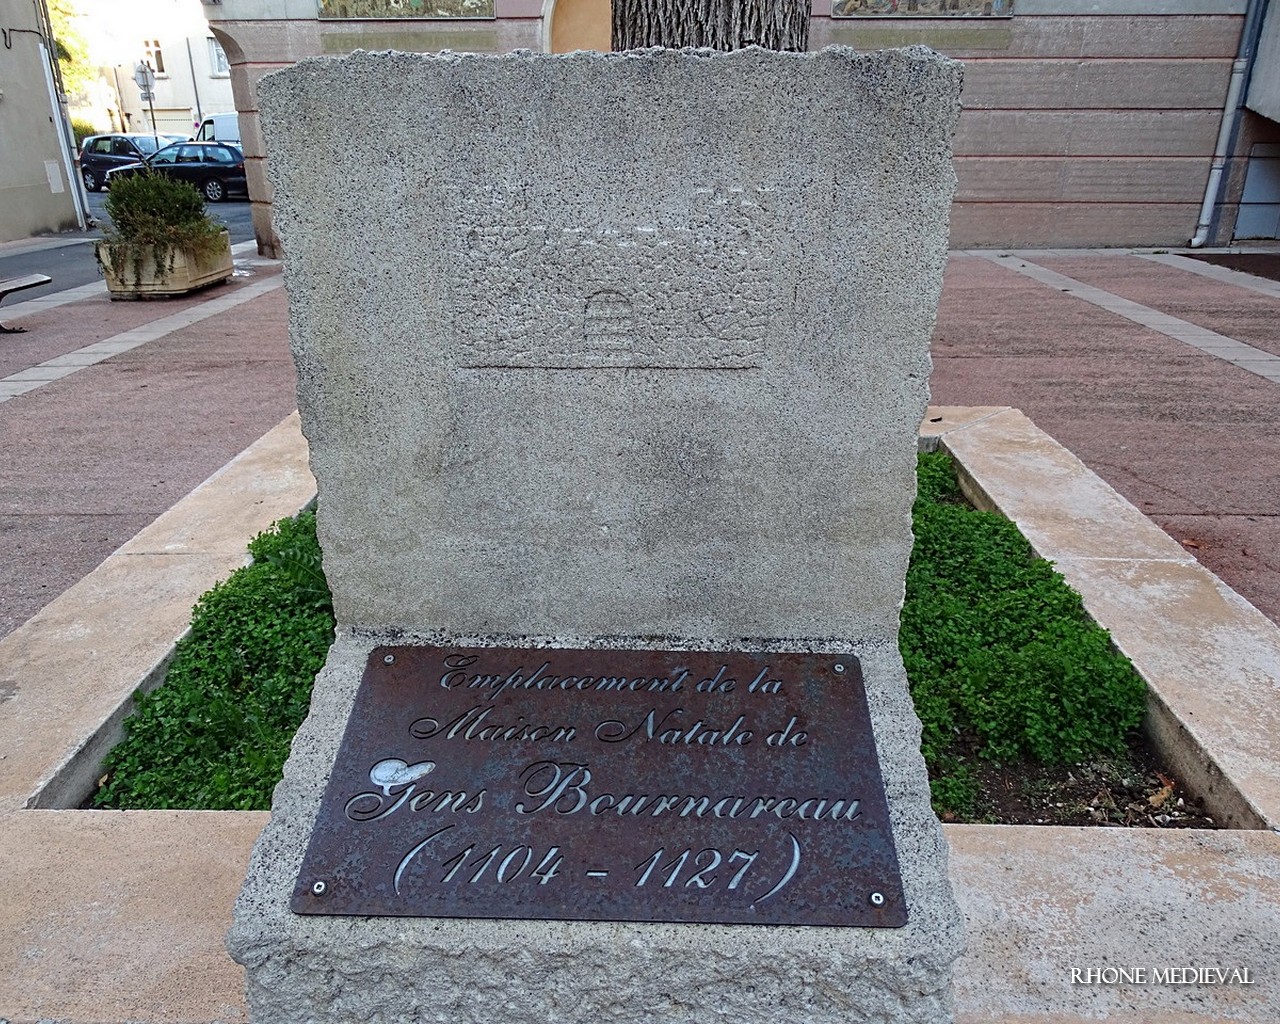 Emplacement de la
Maison Natale de
Gens Bournareau
(1104 - 1127)
RHONE MEDIEVAL